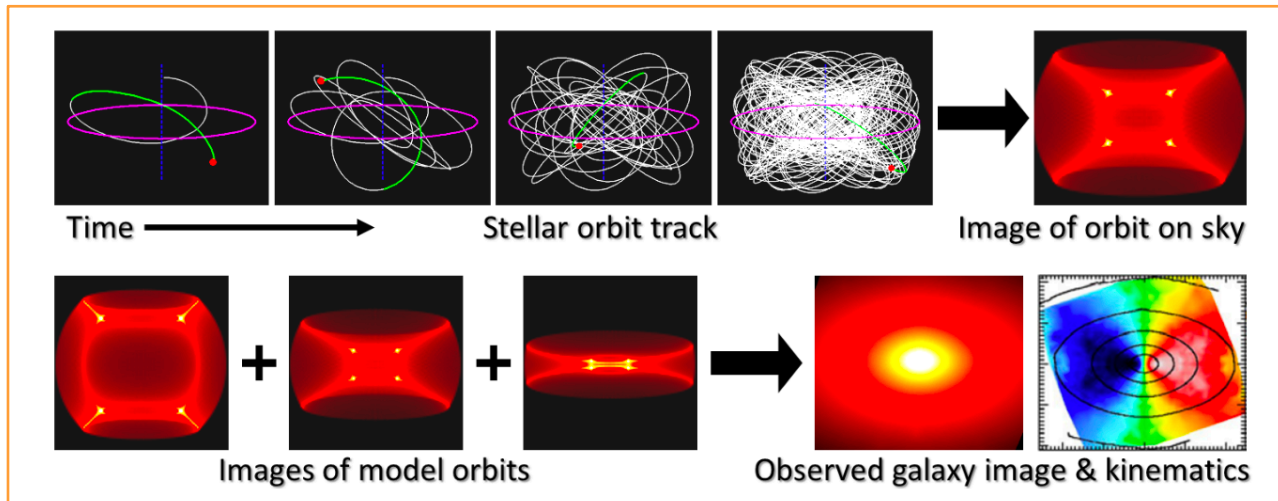 Time
Stellar orbit track
Image of orbit on sky
+
+
Images of model orbits
Observed galaxy image & kinematics